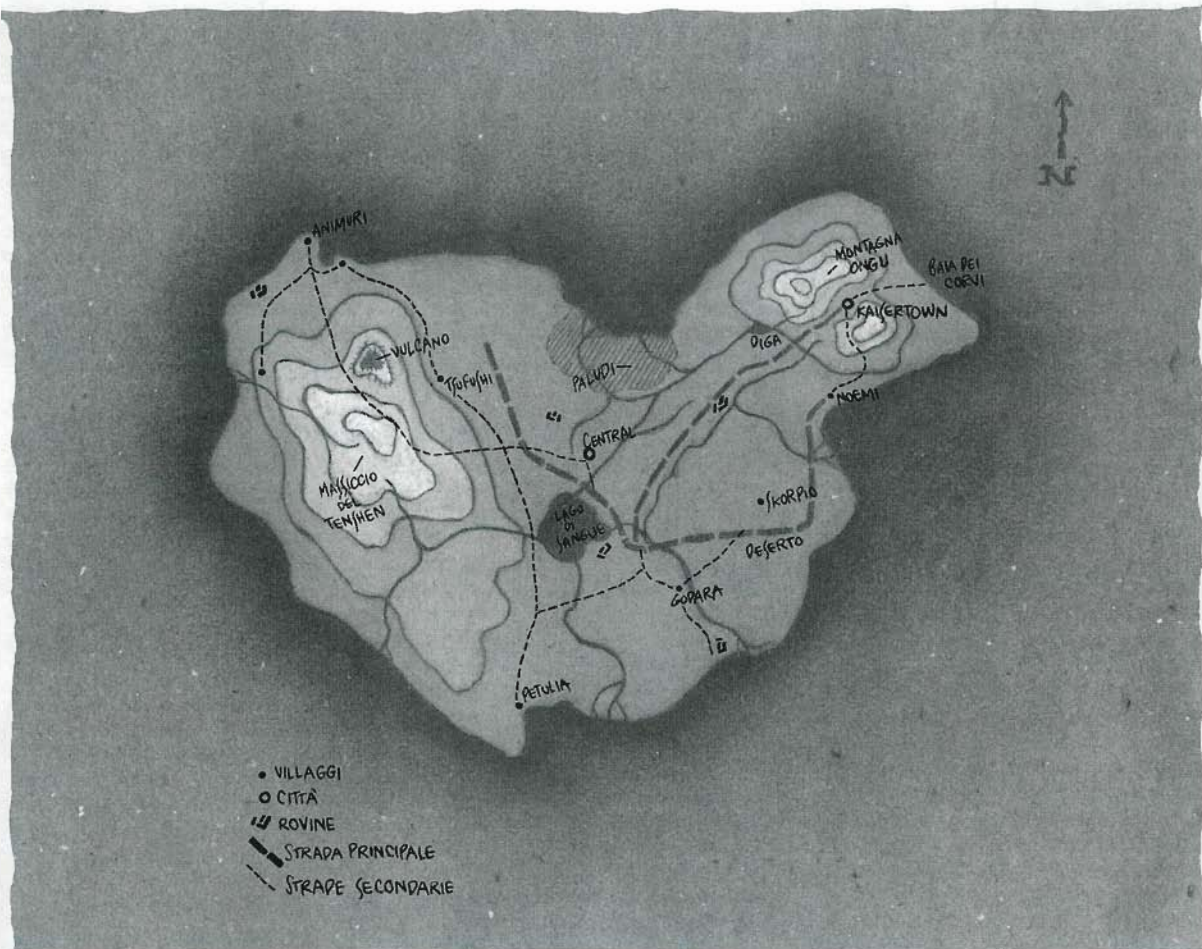 N
ANIMURI
MONTAGNA
ONGU
BAIA DEI
CORVI
KAISERTOWN
VULCANO
DIGA
TSUFUSHI
PALUDI
NOEMI
CENTRAL
MASSICCIO
DEL
TENSHEN
SKORPIO
LAGO
DI
SANGUE
DESERTO
GODARA
PETULIA
VILLAGGI
CITTÀ
ROVINE
STRADA PRINCIPALE
STRADE SECONDARIE